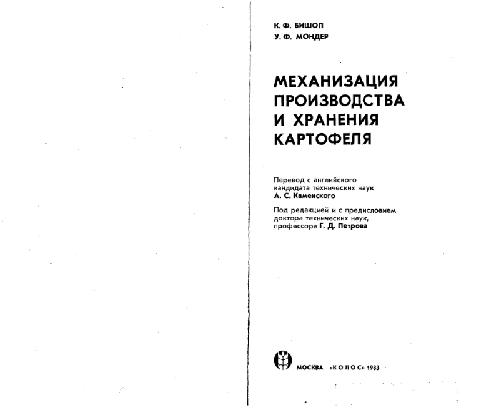 К. Ф. БИШОП
У. Ф. МОНДЕР
МЕХАНИЗАЦИЯ
ПРОИЗВОДСТВА
И ХРАНЕНИЯ
КАРТОФЕЛЯ
Перевод с английского
кандидата технических наук
А. С. Каменского
Под редакцией и с предисловием
доктора технических наук,
профессора Г. Д. Петрова
МОСКВА «КОЛОС» 1983